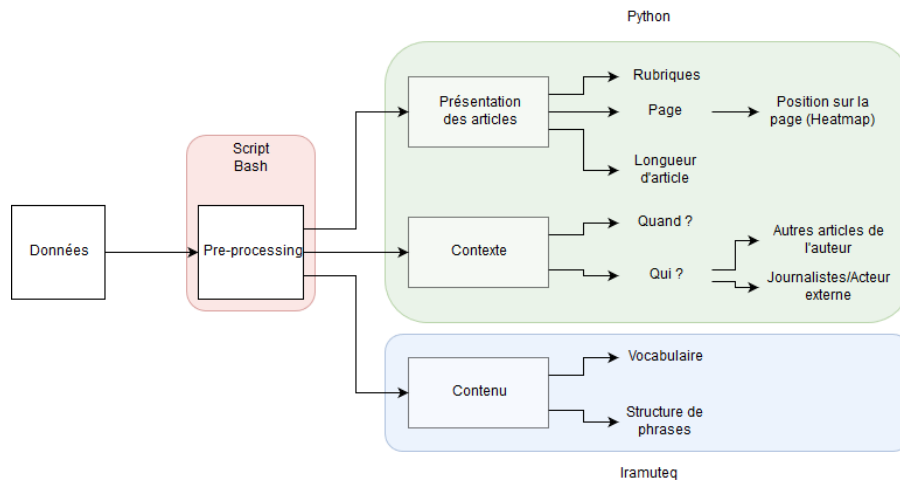 Python
Script
Bash
Données
Pre-processing
Présentation
des articles
Rubriques
Page
Position sur la
page (Heatmap)
Longueur
d'article
Contexte
Quand ?
Qui ?
Autres articles de
l'auteur
Journalistes/Acteur
externe
Contenu
Vocabulaire
Structure de
phrases
Iramuteq